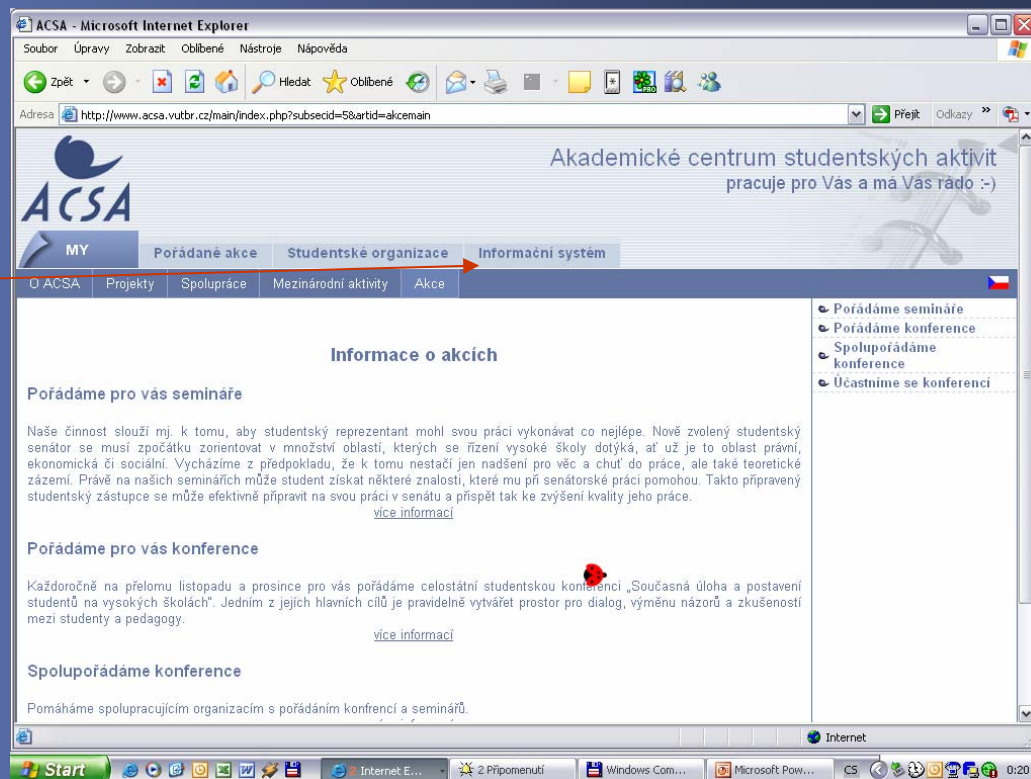 ACSA - Microsoft Internet Explorer
Soubor Úpravy Zobrazit Oblíbené Nástroje Nápověda
Zpět Hledat Oblíbené
Adresa http://www.acsa.vutbr.cz/main/index.php?subsecid=5&artid=akcemain Přejít Odkazy »
ACSA
Akademické centrum studentských aktivit
pracuje pro Vás a má Vás rádo :-)
MY Pořádané akce Studentské organizace Informační systém
O ACSA Projekty Spolupráce Mezinárodní aktivity Akce
Informace o akcích
Pořádáme pro vás semináře
Naše činnost slouží mj. k tomu, aby studentský reprezentant mohl svou práci vykonávat co nejlépe. Nově zvolený studentský
senátor se musí zpočátku zorientovat v množství oblastí, kterých se řízení vysoké školy dotýká, ať už je to oblast právní,
ekonomická či sociální. Vycházíme z předpokladu, že k tomu nestačí jen nadšení pro věc a chuť do práce, ale také teoretické
zázemí. Právě na našich seminářích může student získat některé znalosti, které mu při senátorské práci pomohou. Takto připravený
studentský zástupce se může efektivně připravit na svou práci v senátu a přispět tak ke zvýšení kvality jeho práce.
více informací
Pořádáme pro vás konference
Každoročně na přelomu listopadu a prosince pro vás pořádáme celostátní studentskou konferenci „Současná úloha a postavení
studentů na vysokých školách“. Jedním z jejích hlavních cílů je pravidelně vytvářet prostor pro dialog, výměnu názorů a zkušeností
mezi studenty a pedagogy.
více informací
Spolupořádáme konference
Pomáháme spolupracujícím organizacím s pořádáním konfrencí a seminářů.
Pořádáme semináře
Pořádáme konference
Spolupořádáme
konference
Účastníme se konferencí
Internet
Start 2 Internet E... 2 Připomenutí Windows Com... Microsoft Pow... CS 0:20